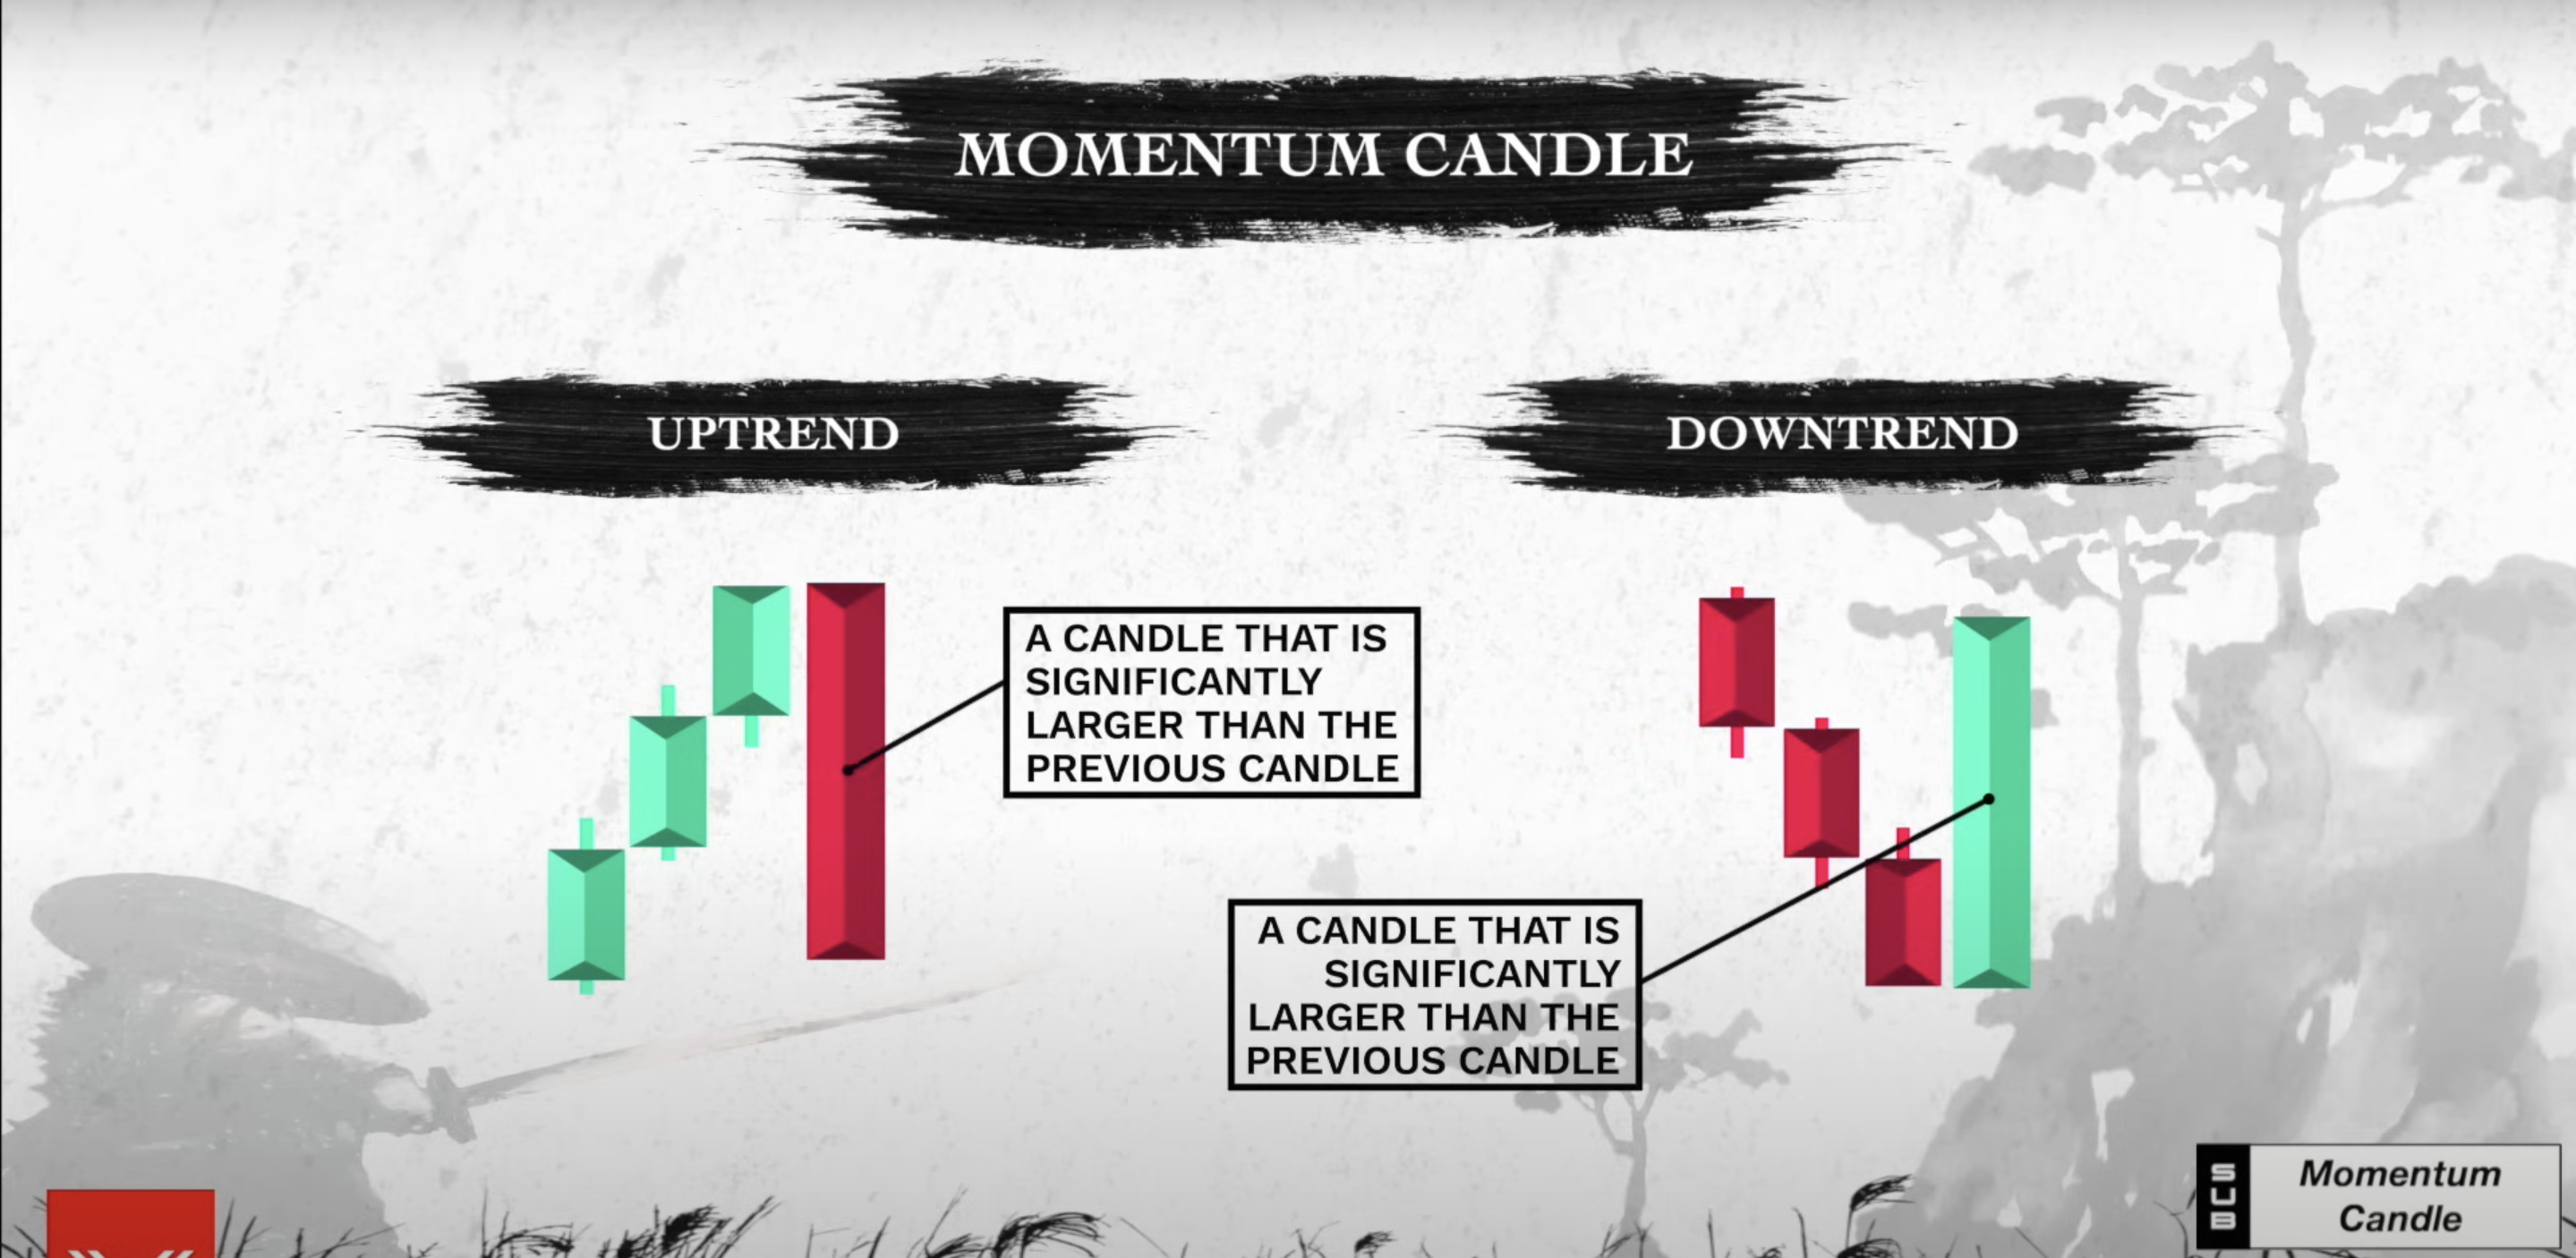 MOMENTUM CANDLE
UPTREND
DOWNTREND
A CANDLE THAT IS
SIGNIFICANTLY
LARGER THAN THE
PREVIOUS CANDLE
A CANDLE THAT IS
SIGNIFICANTLY
LARGER THAN THE
PREVIOUS CANDLE
Momentum
Candle